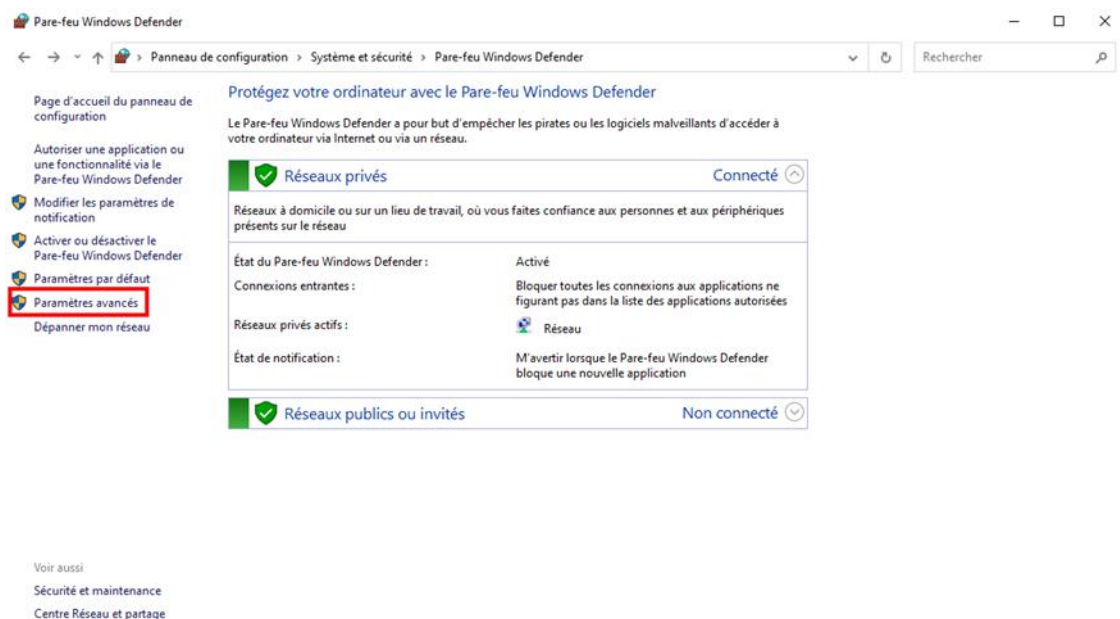 Pare-feu Windows Defender
Panneau de configuration > Système et sécurité > Pare-feu Windows Defender
Rechercher
Page d'accueil du panneau de
configuration
Autoriser une application ou
une fonctionnalité via le
Pare-feu Windows Defender
Modifier les paramètres de
notification
Activer ou désactiver le
Pare-feu Windows Defender
Paramètres par défaut
Paramètres avancés
Dépanner mon réseau
Voir aussi
Sécurité et maintenance
Centre Réseau et partage
Protégez votre ordinateur avec le Pare-feu Windows Defender
Le Pare-feu Windows Defender a pour but d'empêcher les pirates ou les logiciels malveillants d'accéder à
votre ordinateur via Internet ou via un réseau.
Réseaux privés Connecté
Réseaux à domicile ou sur un lieu de travail, où vous faites confiance aux personnes et aux périphériques
présents sur le réseau
État du Pare-feu Windows Defender : Activé
Connexions entrantes : Bloquer toutes les connexions aux applications ne
figurant pas dans la liste des applications autorisées
Réseaux privés actifs : Réseau
État de notification : M'avertir lorsque le Pare-feu Windows Defender
bloque une nouvelle application
Réseaux publics ou invités Non connecté